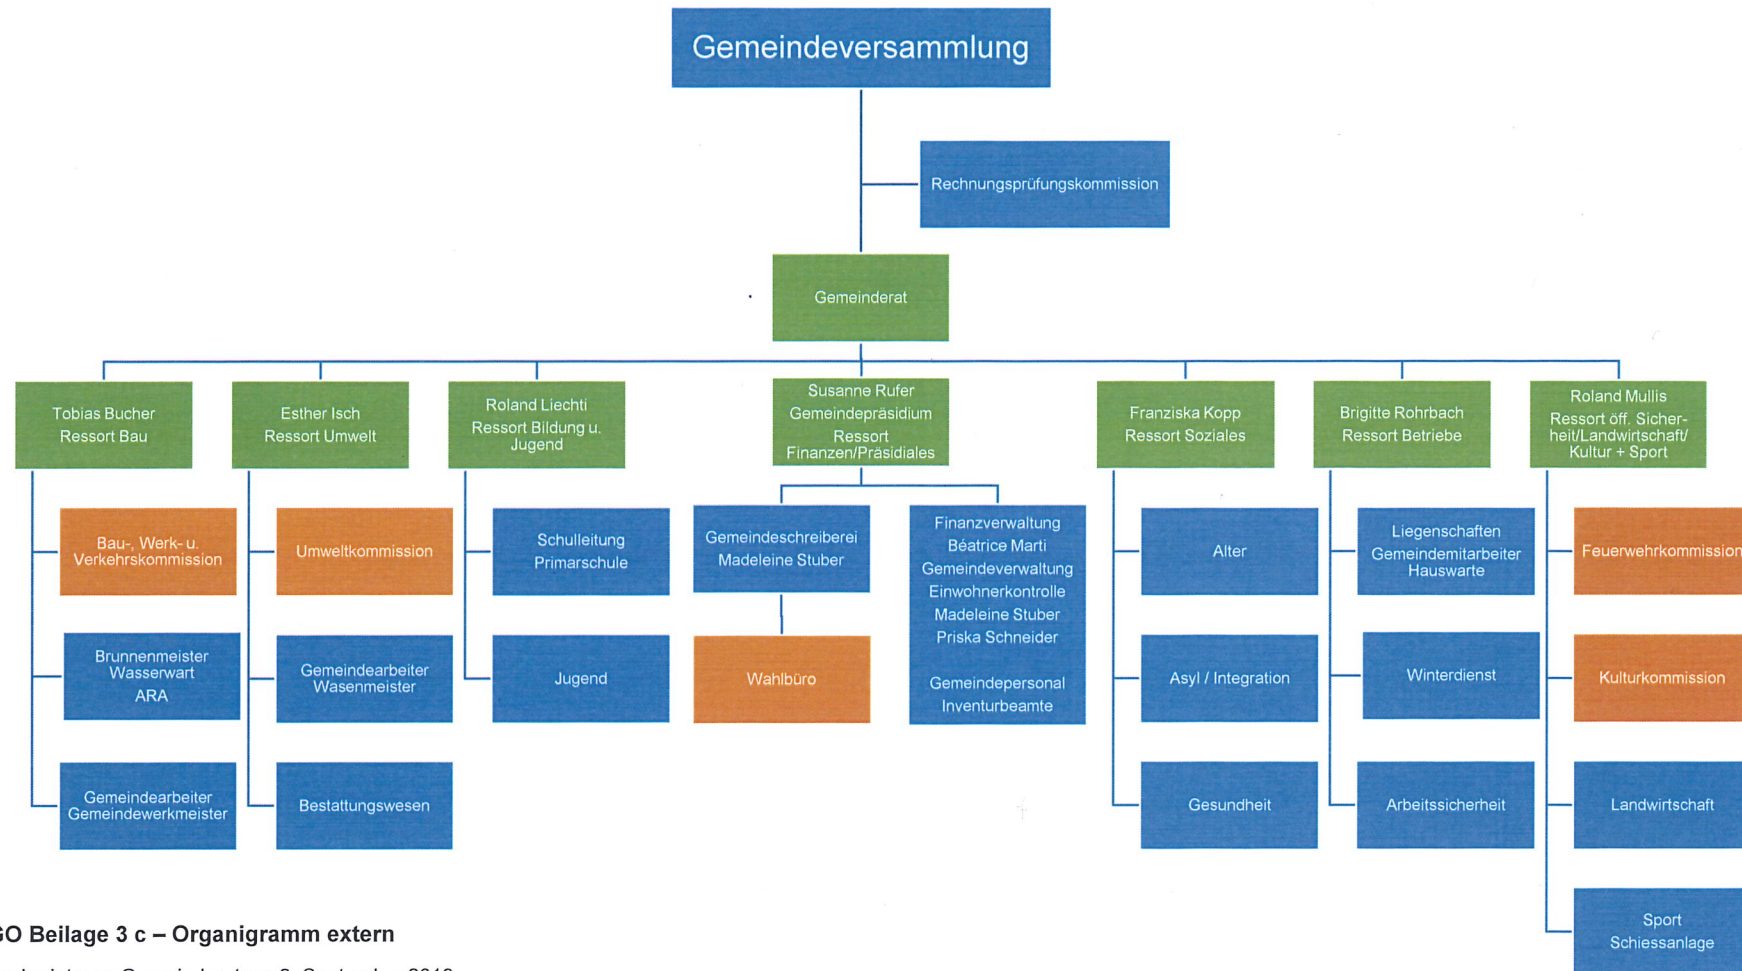 Gemeindeversammlung
Rechnungsprüfungskommission
Gemeinderat
Tobias Bucher
Ressort Bau
Esther Isch
Ressort Umwelt
Roland Liechti
Ressort Bildung u.
Jugend
Susanne Rufer
Gemeindepräsidium
Ressort
Finanzen/Präsidiales
Franziska Kopp
Ressort Soziales
Brigitte Rohrbach
Ressort Betriebe
Roland Mullis
Ressort öff. Sicher-
heit/Landwirtschaft/
Kultur + Sport
Bau-, Werk- u.
Verkehrskommission
Umweltkommission
Schulleitung
Primarschule
Gemeindeschreiberei
Madeleine Stuber
Finanzverwaltung
Béatrice Marti
Gemeindeverwaltung
Einwohnerkontrolle
Madeleine Stuber
Priska Schneider
Gemeindepersonal
Inventurbeamte
Alter
Liegenschaften
Gemeindemitarbeiter
Hauswarte
Feuerwehrkommission
Brunnenmeister
Wasserwart
ARA
Gemeindearbeiter
Wasenmeister
Jugend
Wahlbüro
Asyl / Integration
Winterdienst
Kulturkommission
Gemeindearbeiter
Gemeindewerkmeister
Bestattungswesen
Gesundheit
Arbeitssicherheit
Landwirtschaft
Sport
Schiessanlage
GO Beilage 3 c – Organigramm extern